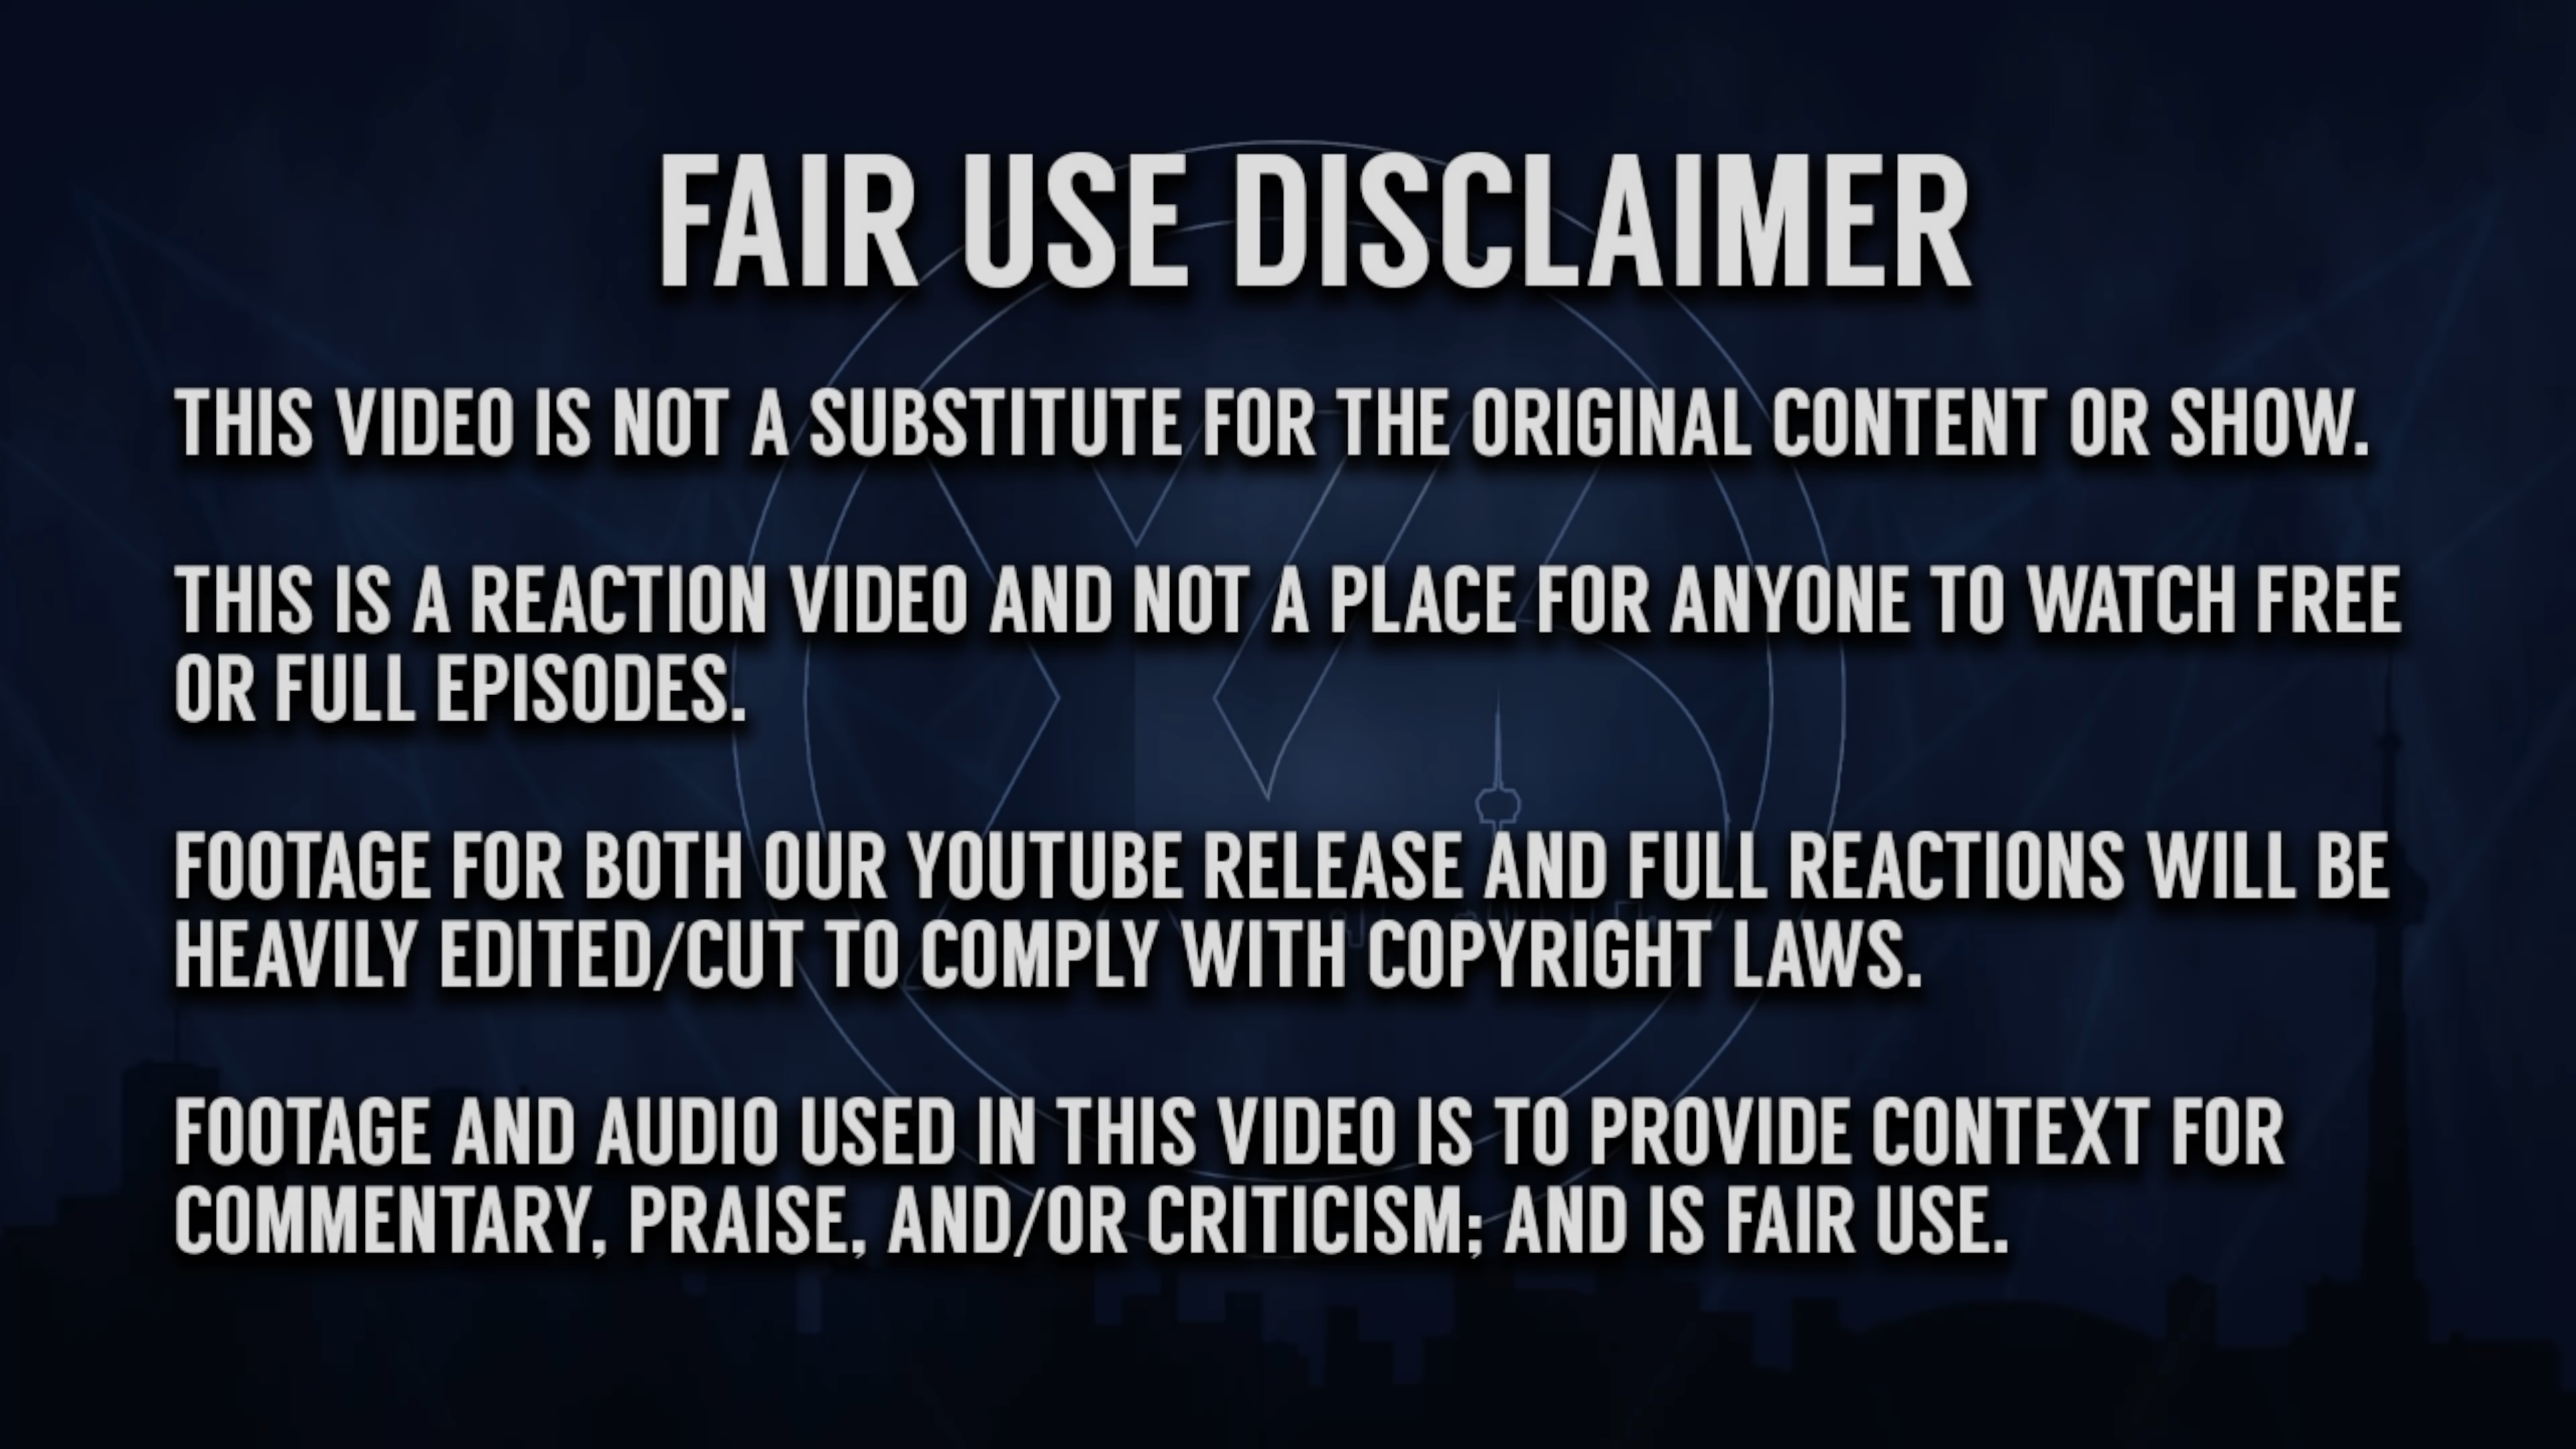 FAIR USE DISCLAIMER
THIS VIDEO IS NOT A SUBSTITUTE FOR THE ORIGINAL CONTENT OR SHOW.
THIS IS A REACTION VIDEO AND NOT A PLACE FOR ANYONE TO WATCH FREE
OR FULL EPISODES.
FOOTAGE FOR BOTH OUR YOUTUBE RELEASE AND FULL REACTIONS WILL BE
HEAVILY EDITED/CUT TO COMPLY WITH COPYRIGHT LAWS.
FOOTAGE AND AUDIO USED IN THIS VIDEO IS TO PROVIDE CONTEXT FOR
COMMENTARY, PRAISE, AND/OR CRITICISM; AND IS FAIR USE.